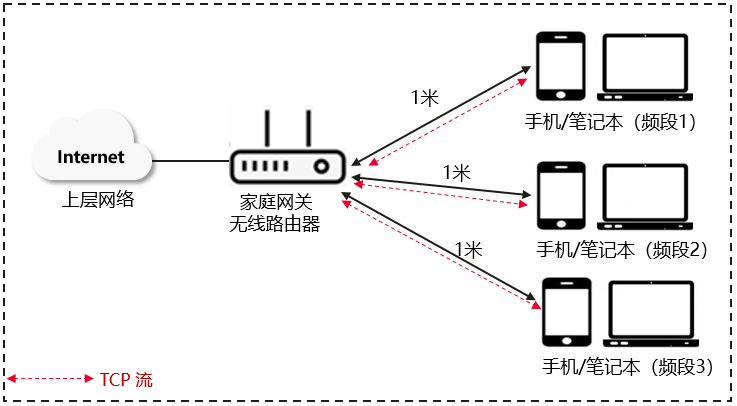 1米
手机/笔记本（频段1）
Internet
上层网络
家庭网关
无线路由器
1米
手机/笔记本（频段2）
1米
手机/笔记本（频段3）
TCP 流